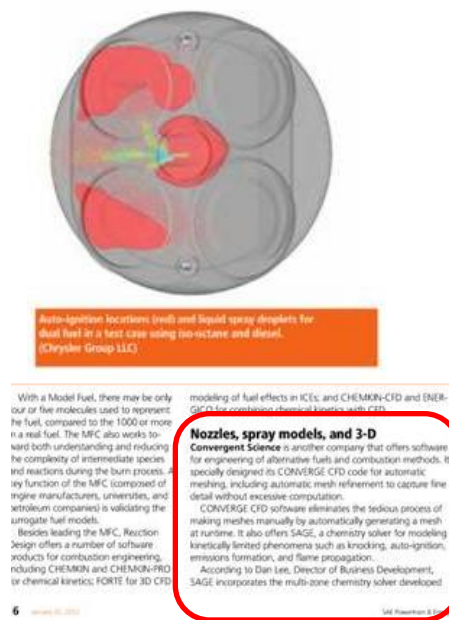 Auto-ignition locations (red) and liquid spray droplets for
dual fuel in a test case using iso-octane and diesel.
(Chrysler Group LLC)
With a Model Fuel, there may be only
our or five molecules used to represent
he fuel, compared to the 1000 or more
n a real fuel. The MFC also works to-
ward both understanding and reducing
he complexity of intermediate species
and reactions during the burn process. A
key function of the MFC (composed of
engine manufacturers, universities, and
petroleum companies) is validating the
surrogate fuel models.
Besides leading the MFC, Reaction
Design offers a number of software
products for combustion engineering,
ncluding CHEMKIN and CHEMKIN-PRO
or chemical kinetics; FORTÉ for 3D CFD
modeling of fuel effects in ICEs; and CHEMKIN-CFD and ENER-
GICO for combining chemical kinetics with CFD.
Nozzles, spray models, and 3-D
Convergent Science is another company that offers software
for engineering of alternative fuels and combustion methods. It
specially designed its CONVERGE CFD code for automatic
meshing, including automatic mesh refinement to capture fine
detail without excessive computation.
CONVERGE CFD software eliminates the tedious process of
making meshes manually by automatically generating a mesh
at runtime. It also offers SAGE, a chemistry solver for modeling
kinetically limited phenomena such as knocking, auto-ignition,
emissions formation, and flame propagation.
According to Dan Lee, Director of Business Development,
SAGE incorporates the multi-zone chemistry solver developed
6
SAE Powertrain &